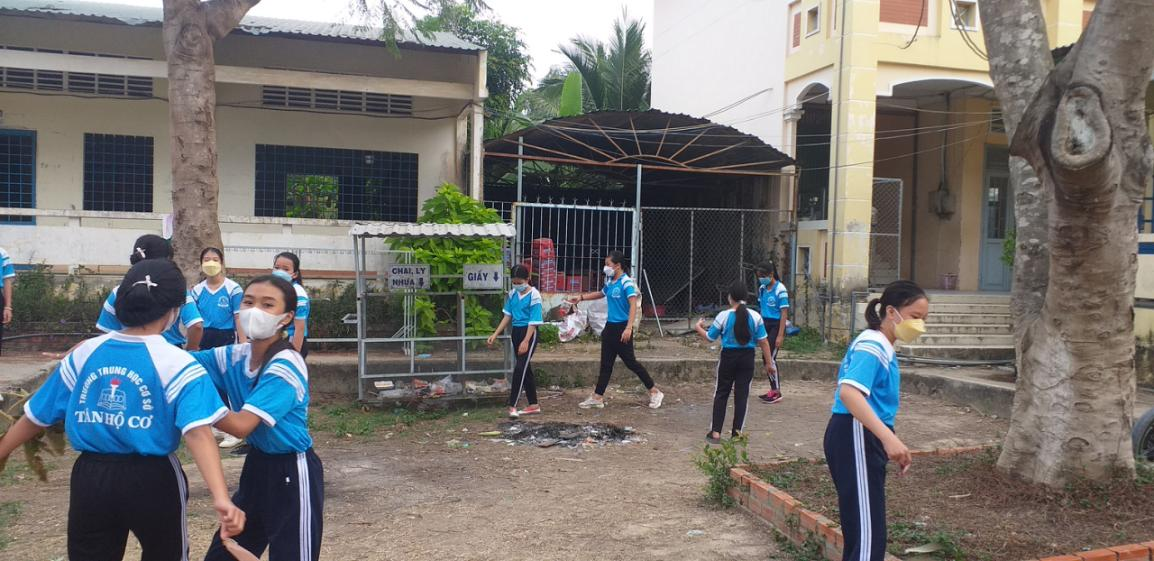 CHAI, LY
NHỰA
GIẤY
TRƯỜNG TRUNG HỌC CƠ SỞ
TÂN HỘ CƠ